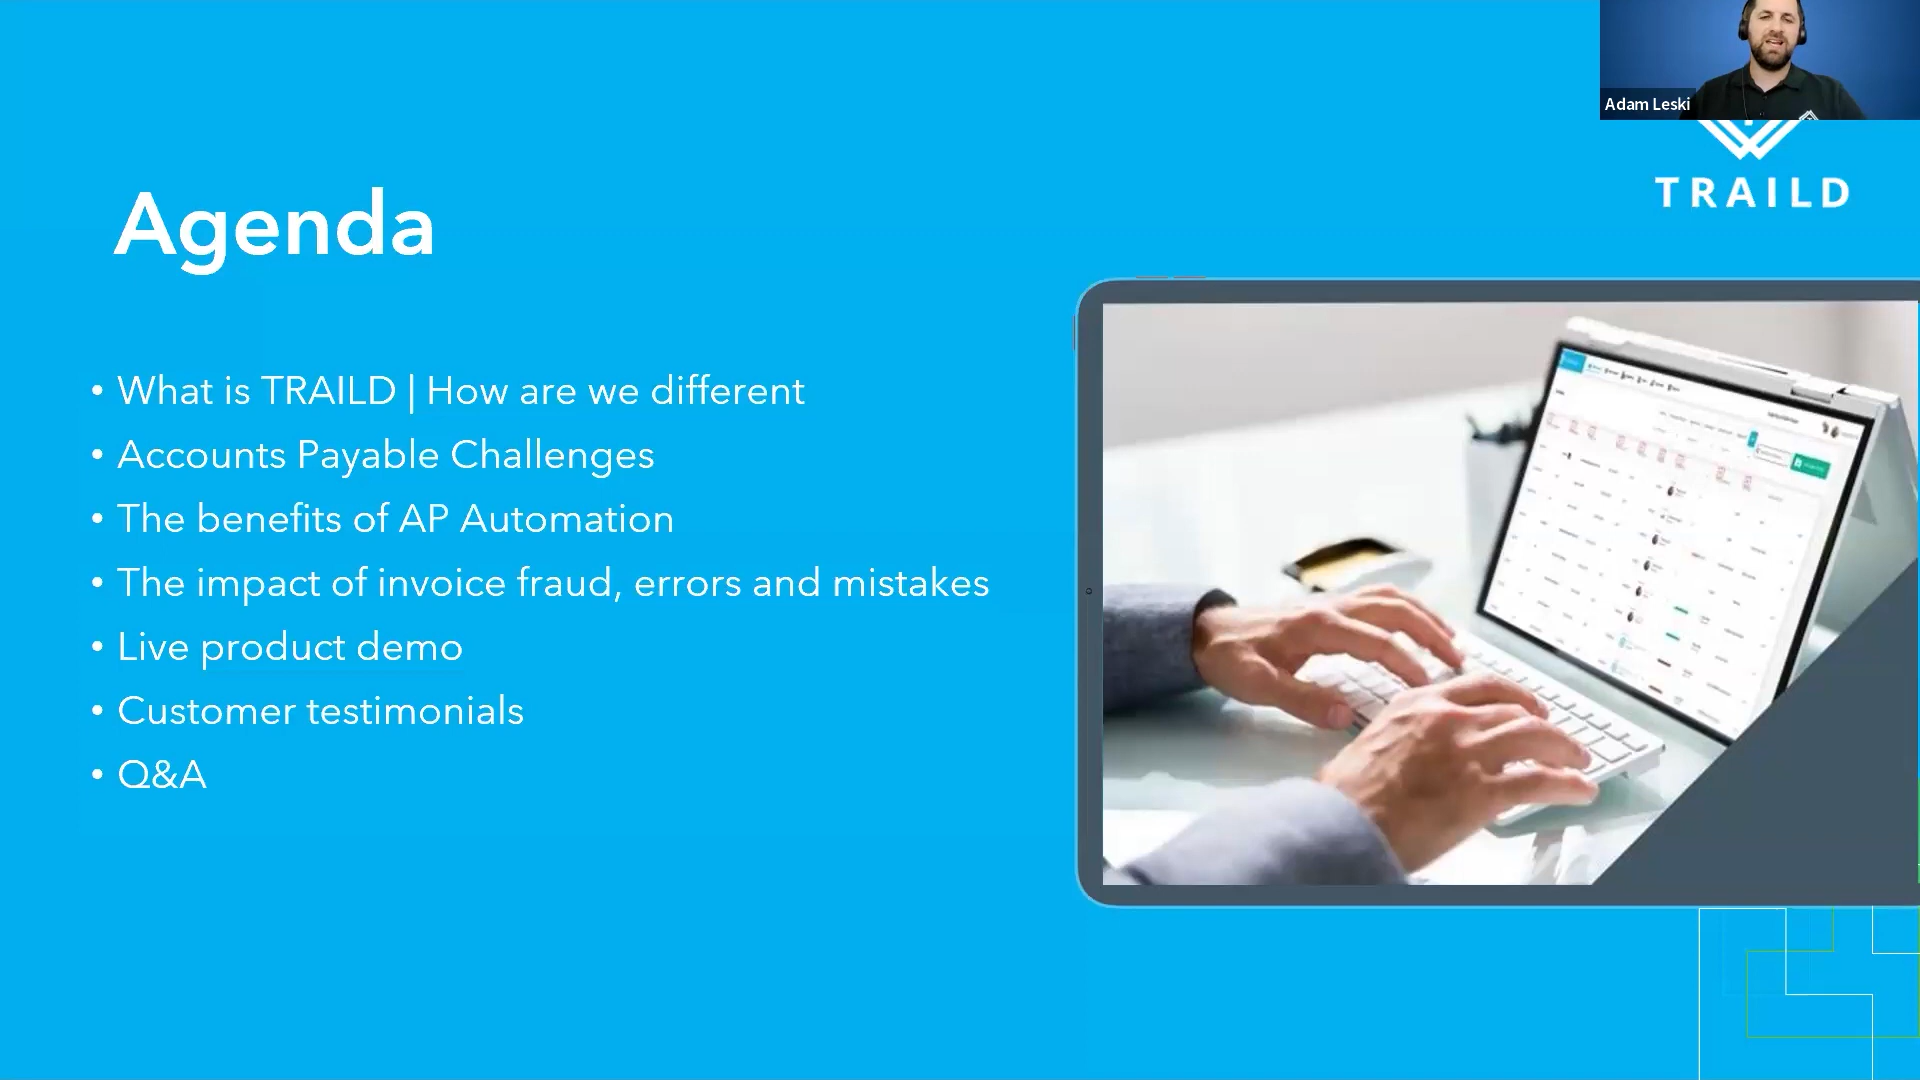 Adam Leski
TRAILD
Agenda
• What is TRAILD | How are we different
• Accounts Payable Challenges
• The benefits of AP Automation
• The impact of invoice fraud, errors and mistakes
• Live product demo
• Customer testimonials
• Q&A